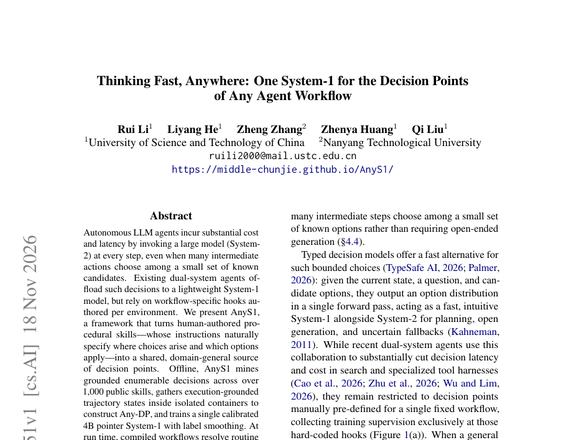 Thinking Fast, Anywhere: One System-1 for the Decision Points
of Any Agent Workflow
Rui Li¹ Liyang He¹ Zheng Zhang² Zhenya Huang¹ Qi Liu¹
¹University of Science and Technology of China ²Nanyang Technological University
ruili2000@mail.ustc.edu.cn
https://middle-chunjie.github.io/AnyS1/
51v1 [cs.AI] 18 Nov 2026
Abstract
Autonomous LLM agents incur substantial cost
and latency by invoking a large model (System-
2) at every step, even when many intermediate
actions choose among a small set of known
candidates. Existing dual-system agents of-
fload such decisions to a lightweight System-1
model, but rely on workflow-specific hooks au-
thored per environment. We present AnyS1,
a framework that turns human-authored pro-
cedural skills—whose instructions naturally
specify where choices arise and which options
apply—into a shared, domain-general source
of decision points. Offline, AnyS1 mines
grounded enumerable decisions across over
1,000 public skills, gathers execution-grounded
trajectory states inside isolated containers to
construct Any-DP, and trains a single calibrated
4B pointer System-1 with label smoothing. At
run time, compiled workflows resolve routine
many intermediate steps choose among a small set
of known options rather than requiring open-ended
generation (§4.4).
Typed decision models offer a fast alternative for
such bounded choices (TypeSafe AI, 2026; Palmer,
2026): given the current state, a question, and can-
didate options, they output an option distribution
in a single forward pass, acting as a fast, intuitive
System-1 alongside System-2 for planning, open
generation, and uncertain fallbacks (Kahneman,
2011). While recent dual-system agents use this
collaboration to substantially cut decision latency
and cost in search and specialized tool harnesses
(Cao et al., 2026; Zhu et al., 2026; Wu and Lim,
2026), they remain restricted to decision points
manually pre-defined for a single fixed workflow,
collecting training supervision exclusively at those
hard-coded hooks (Figure 1(a)). When a general